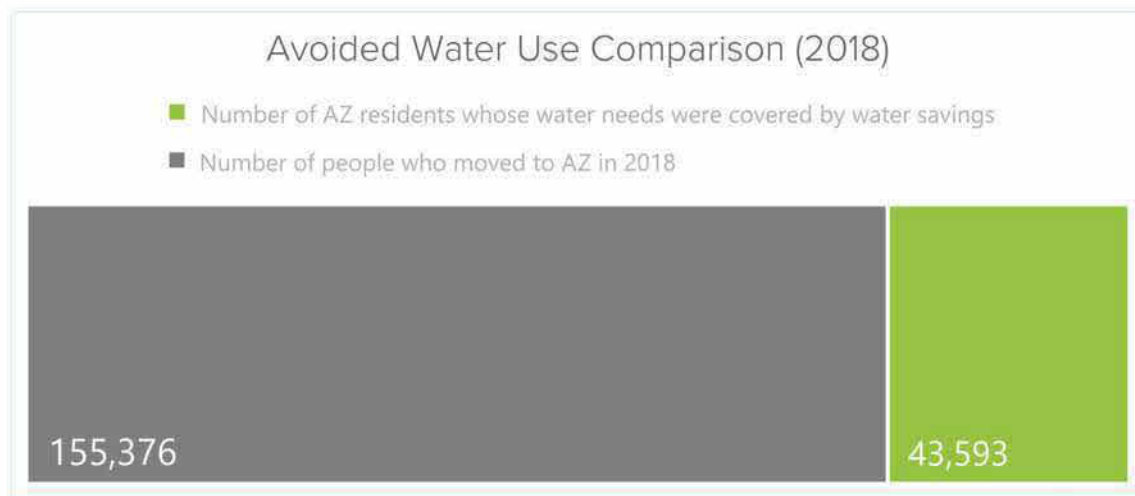 Avoided Water Use Comparison (2018)
Number of AZ residents whose water needs were covered by water savings
Number of people who moved to AZ in 2018
155,376
43,593